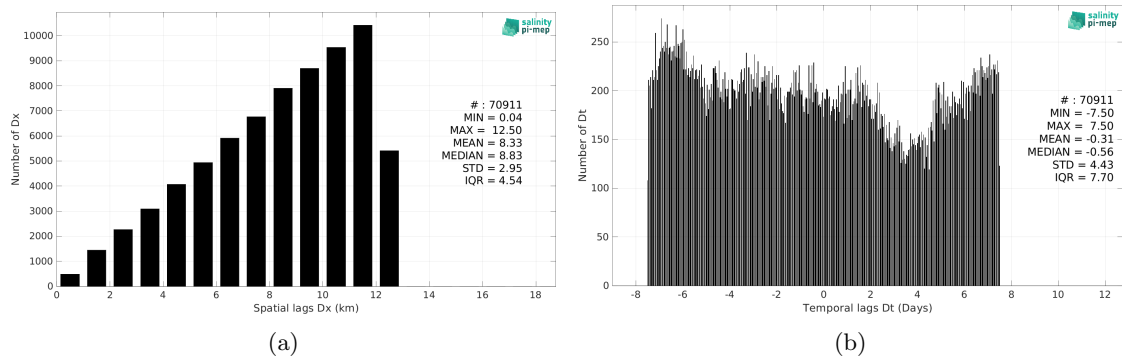 salinity
pi-mep
10000
9000
8000
7000
6000
5000
4000
3000
2000
1000
0
Number of Dx
# : 70911
MIN = 0.04
MAX = 12.50
MEAN = 8.33
MEDIAN = 8.83
STD = 2.95
IQR = 4.54
0 2 4 6 8 10 12 14 16 18
Spatial lags Dx (km)
(a)
salinity
pi-mep
250
200
150
100
50
0
Number of Dt
# : 70911
MIN = -7.50
MAX = 7.50
MEAN = -0.31
MEDIAN = -0.56
STD = 4.43
IQR = 7.70
-8 -6 -4 -2 0 2 4 6 8 10 12
Temporal lags Dt (Days)
(b)